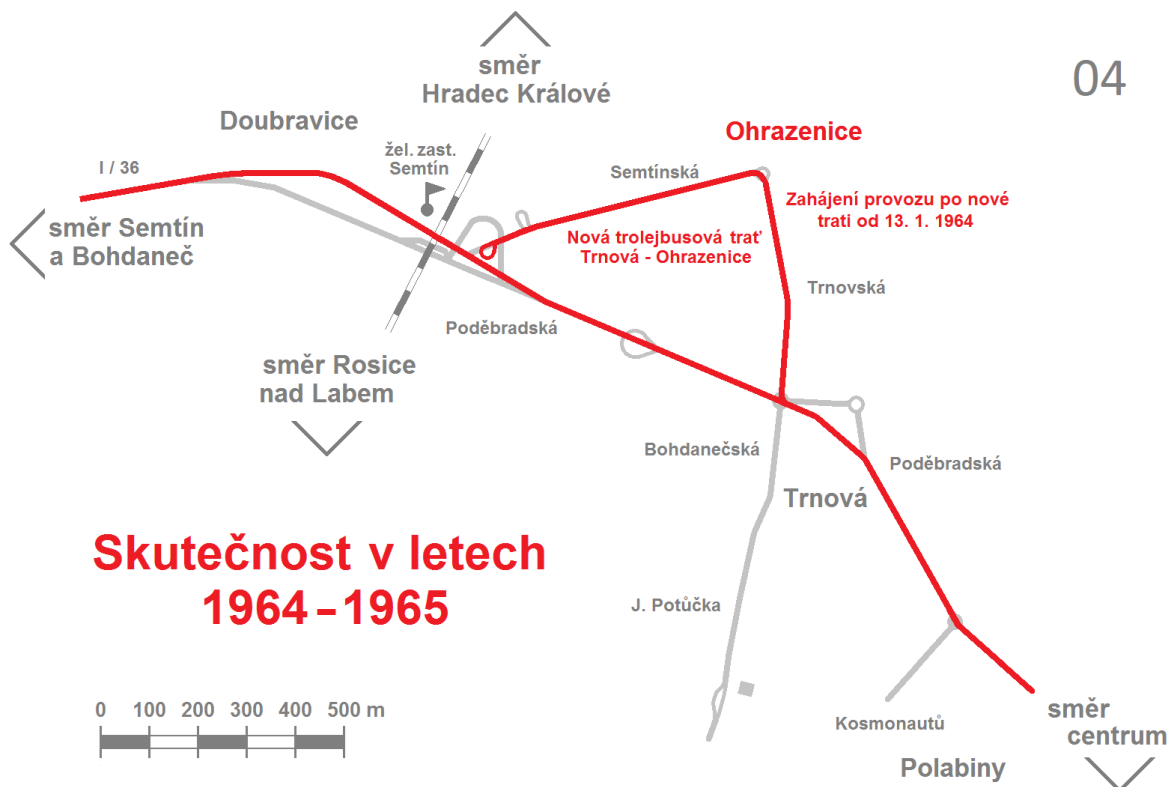 04
směr
Hradec Králové
Doubravice
Ohrazenice
žel. zast.
Semtín
I / 36
Semtínská
Zahájení provozu po nové
trati od 13. 1. 1964
směr Semtín
a Bohdaneč
Nová trolejbusová trať
Trnová - Ohrazenice
Trnovská
Poděbradská
směr Rosice
nad Labem
Bohdanečská
Poděbradská
Trnová
Skutečnost v letech
1964 – 1965
J. Potůčka
0 100 200 300 400 500 m
Kosmonautů
směr
centrum
Polabiny